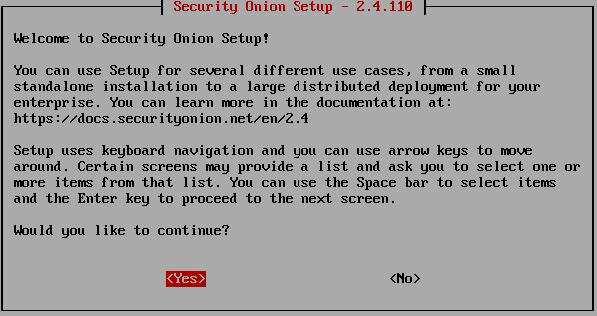 Security Onion Setup - 2.4.110
Welcome to Security Onion Setup!
You can use Setup for several different use cases, from a small
standalone installation to a large distributed deployment for your
enterprise. You can learn more in the documentation at:
https://docs.securityonion.net/en/2.4
Setup uses keyboard navigation and you can use arrow keys to move
around. Certain screens may provide a list and ask you to select one or
more items from that list. You can use the Space bar to select items
and the Enter key to proceed to the next screen.
Would you like to continue?
<Yes> <No>